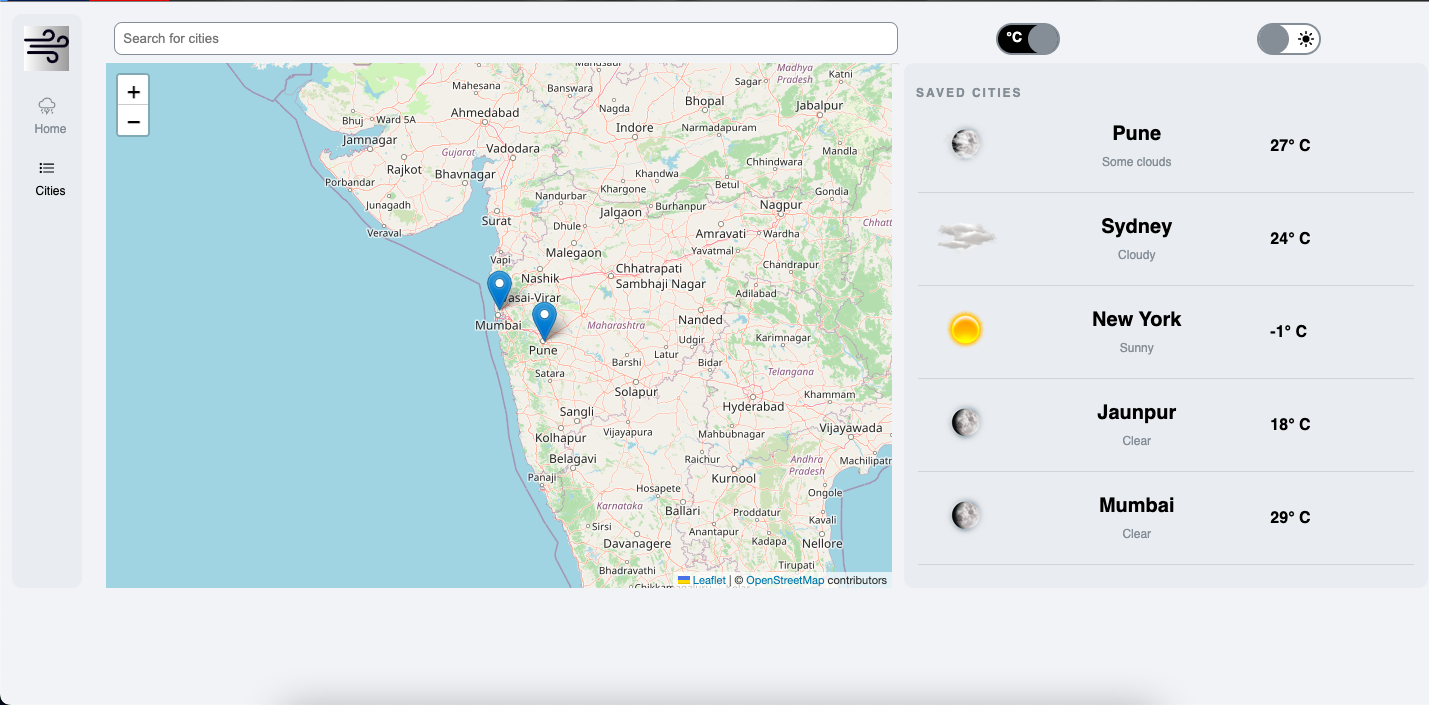 Search for cities
°C
Home
Cities
+
−
Mahesana
Banswara
Madhya
Pradesh
Katni
Sagar
Bhuj
Ward 5A
Ahmedabad
Nagda
Bhopal
Jabalpur
Jamnagar
Indore
Narmadapuram
Gujarat
Vadodara
Mandla
Rajkot
Bhavnagar
Khandwa
Chhindwara
Porbandar
Nandurbar
Khargone
Betul
Gondia
Junagadh
Jalgaon
Burhanpur
Nagpur
Veraval
Surat
Dhule
Amravati
Wardha
Chhatt
Malegaon
Yavatmal
Vapi
Nashik
Chhatrapati
Sambhaji Nagar
Chandrapur
Vasai-Virar
Adilabad
Mumbai
Maharashtra
Nanded
Pune
Udgir
Karimnagar
Satara
Barshi
Latur
Bidar
Telangana
Solapur
Khammam
Sangli
Hyderabad
Kolhapur
Vijayapura
Mahbubnagar
Vijayawada
Belagavi
Raichur
Andhra
Pradesh
Machilipatn
Panaji
Kurnool
Hosapete
Ongole
Karnataka
Ballari
Proddatur
Sirsi
Anantapur
Kavali
Davanagere
Kadapa
Nellore
Bhadravathi
Tirupati
Leaflet | © OpenStreetMap contributors
SAVED CITIES
Pune
Some clouds
27° C
Sydney
Cloudy
24° C
New York
Sunny
-1° C
Jaunpur
Clear
18° C
Mumbai
Clear
29° C